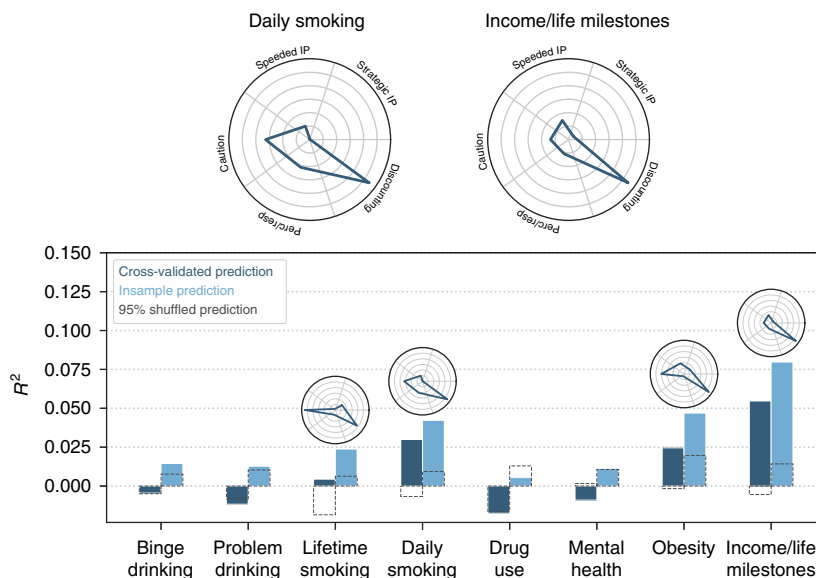 Daily smoking
Income/life milestones
Speeded IP
Strategic IP
Caution
Discounting
Perc/resp
Speeded IP
Strategic IP
Caution
Discounting
Perc/resp
0.150
0.125
0.100
0.075
0.050
0.025
0.000
R²
Cross-validated prediction
Insample prediction
95% shuffled prediction
Binge
drinking
Problem
drinking
Lifetime
smoking
Daily
smoking
Drug
use
Mental
health
Obesity
Income/life
milestones